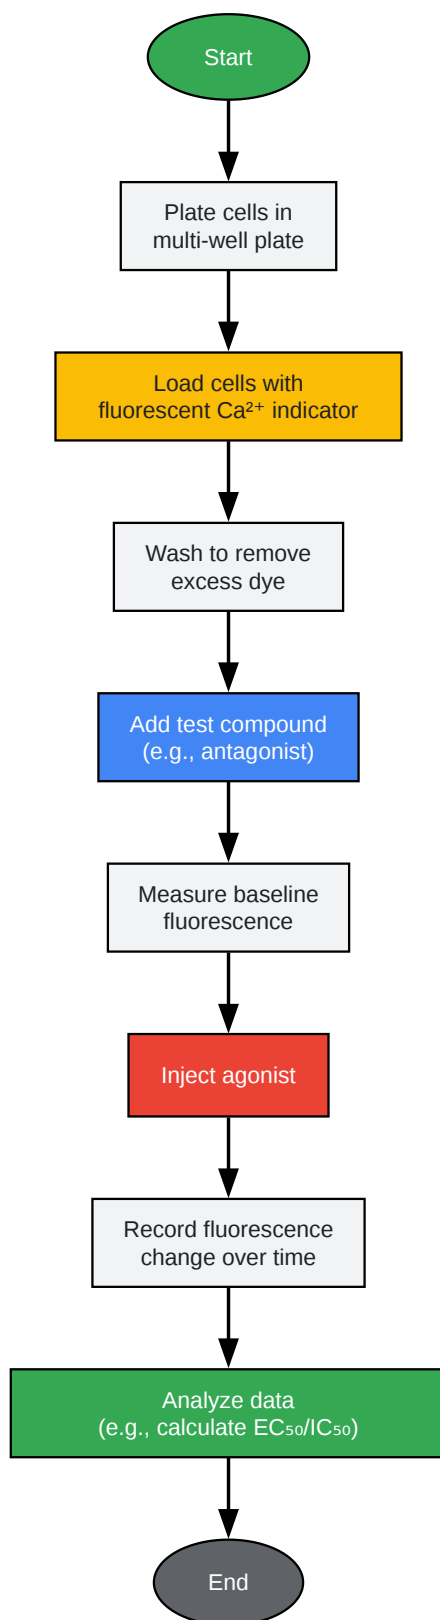 Start
Plate cells in
multi-well plate
Load cells with
fluorescent Ca²⁺ indicator
Wash to remove
excess dye
Add test compound
(e.g., antagonist)
Measure baseline
fluorescence
Inject agonist
Record fluorescence
change over time
Analyze data
(e.g., calculate EC₅₀/IC₅₀)
End